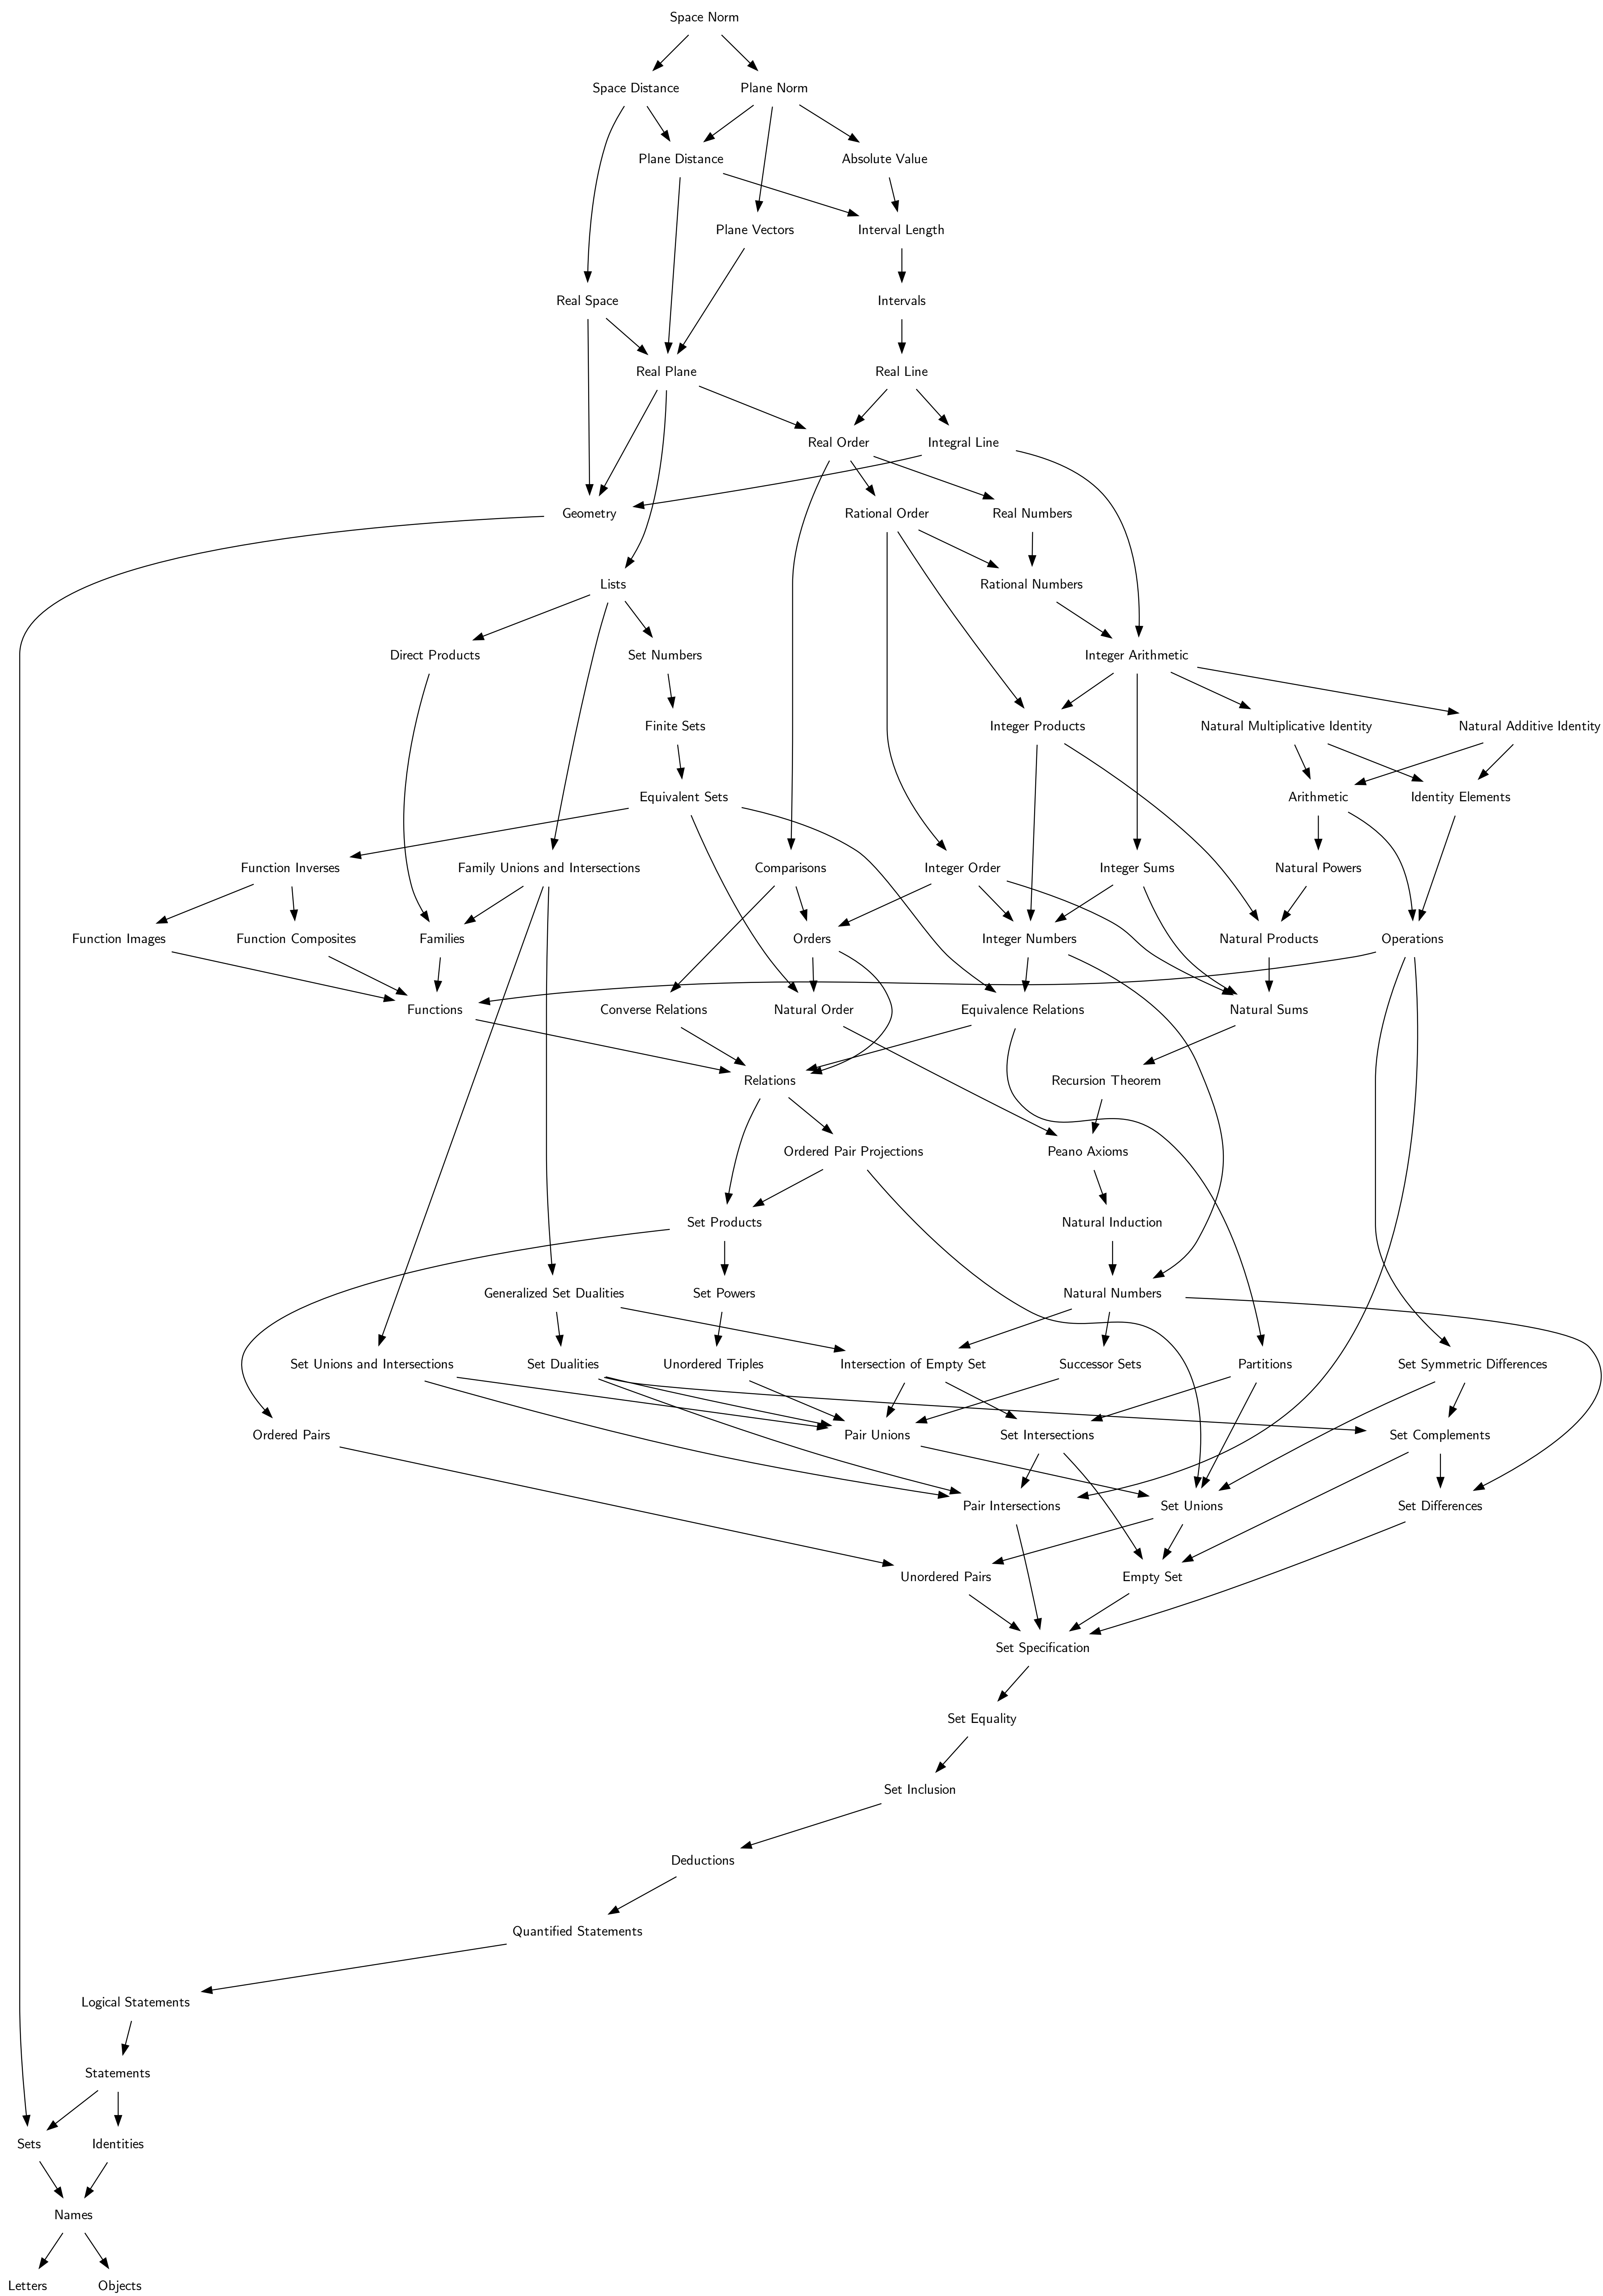 Space Norm
Space Distance
Plane Norm
Plane Distance
Absolute Value
Plane Vectors
Interval Length
Real Space
Intervals
Real Plane
Real Line
Real Order
Integral Line
Geometry
Rational Order
Real Numbers
Lists
Rational Numbers
Direct Products
Set Numbers
Integer Arithmetic
Finite Sets
Integer Products
Natural Multiplicative Identity
Natural Additive Identity
Equivalent Sets
Arithmetic
Identity Elements
Function Inverses
Family Unions and Intersections
Comparisons
Integer Order
Integer Sums
Natural Powers
Function Images
Function Composites
Families
Orders
Integer Numbers
Natural Products
Operations
Functions
Converse Relations
Natural Order
Equivalence Relations
Natural Sums
Relations
Recursion Theorem
Ordered Pair Projections
Peano Axioms
Set Products
Natural Induction
Generalized Set Dualities
Set Powers
Natural Numbers
Set Unions and Intersections
Set Dualities
Unordered Triples
Intersection of Empty Set
Successor Sets
Partitions
Set Symmetric Differences
Ordered Pairs
Pair Unions
Set Intersections
Set Complements
Pair Intersections
Set Unions
Set Differences
Unordered Pairs
Empty Set
Set Specification
Set Equality
Set Inclusion
Deductions
Quantified Statements
Logical Statements
Statements
Sets
Identities
Names
Letters
Objects